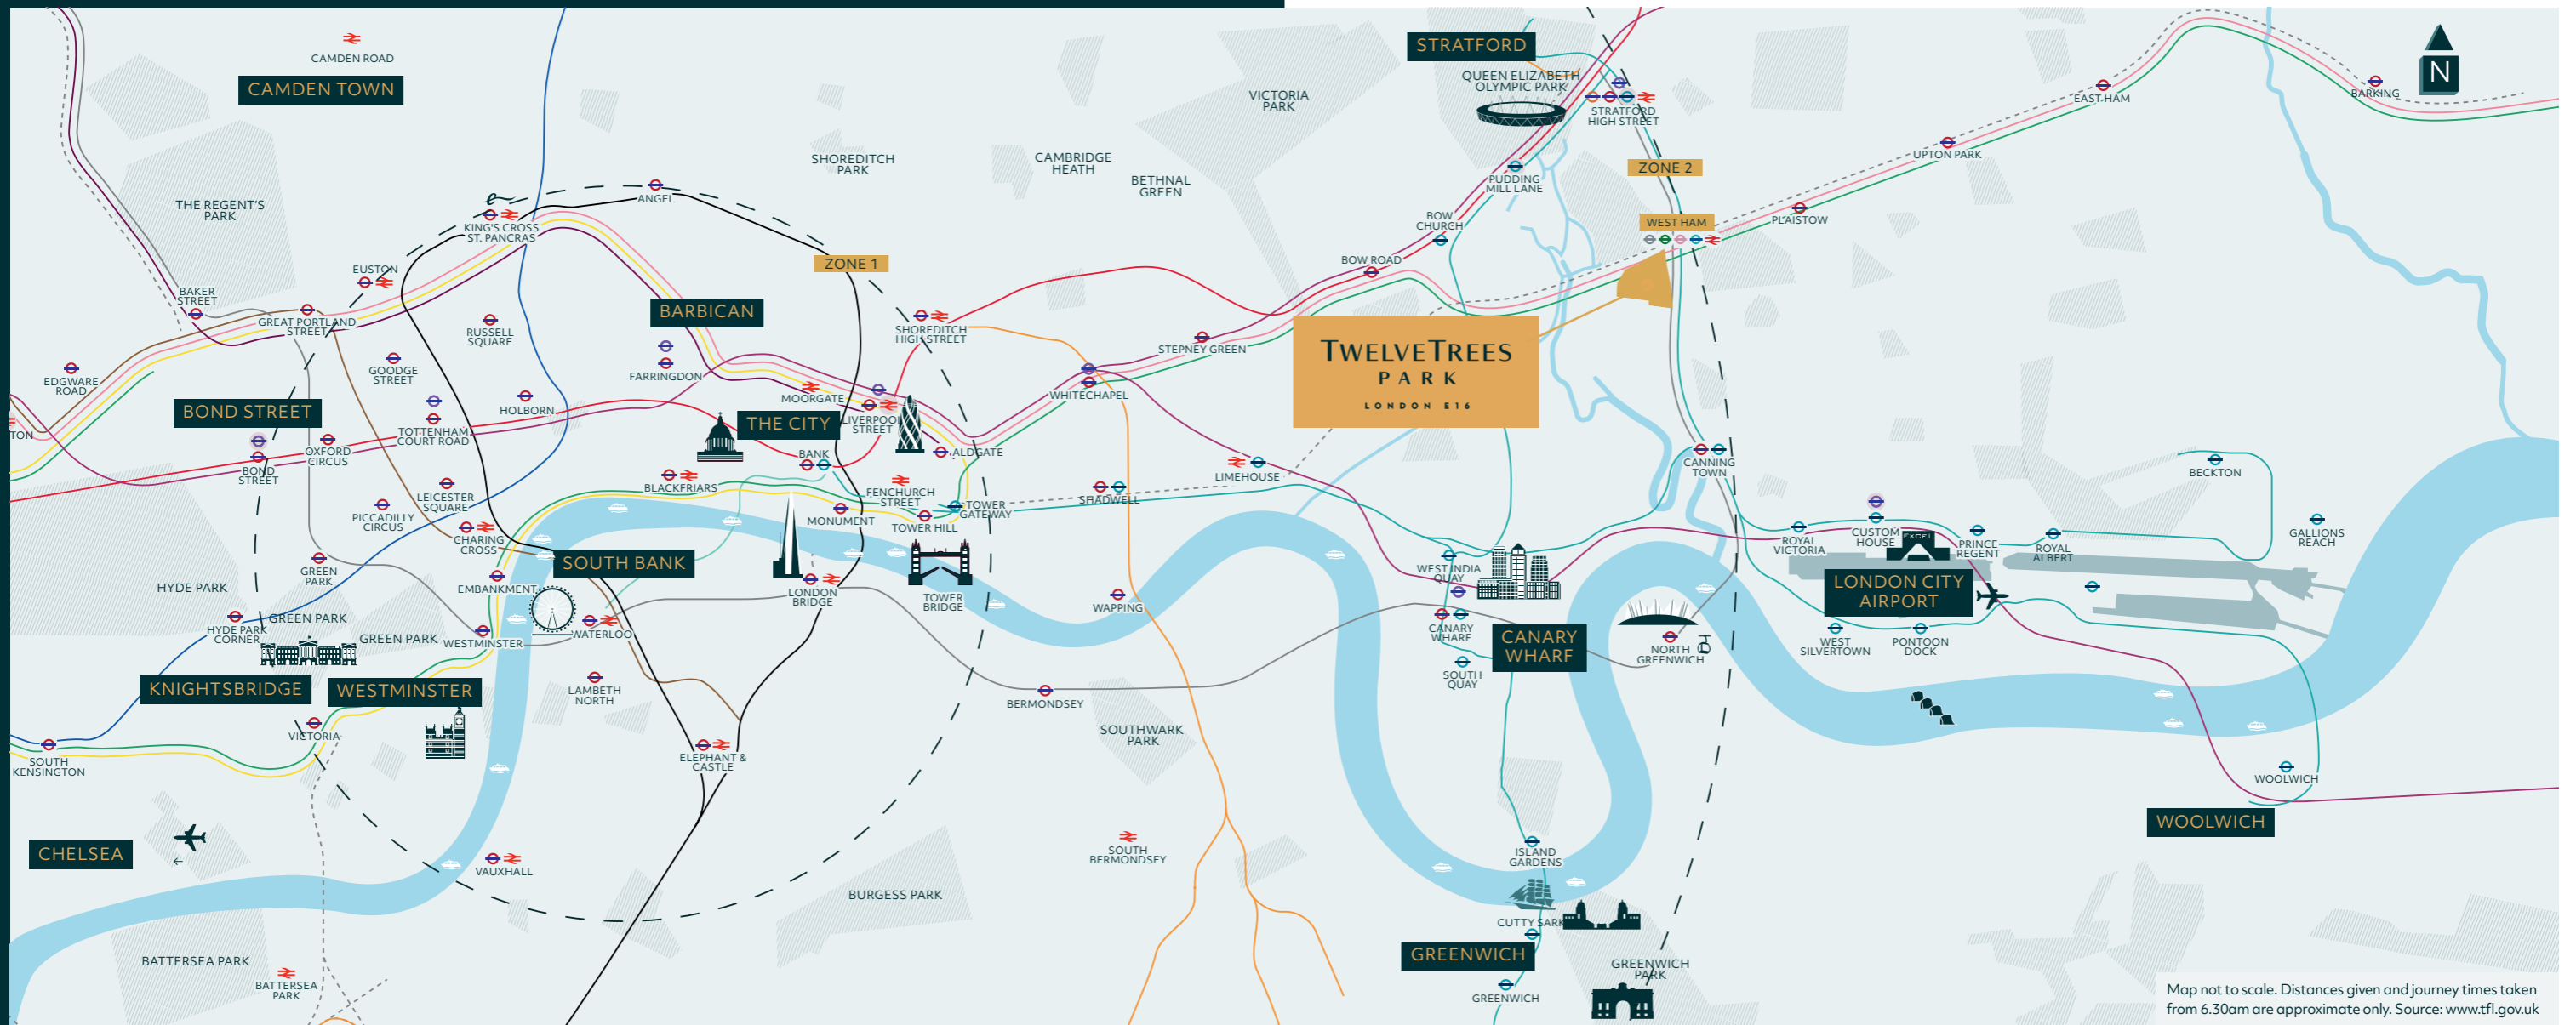 CAMDEN ROAD
CAMDEN TOWN
THE REGENT'S
PARK
KING'S CROSS
ST. PANCRAS
ANGEL
EUSTON
BAKER
STREET
GREAT PORTLAND
STREET
RUSSELL
SQUARE
GOODGE
STREET
EDGWARE
ROAD
TON
BOND STREET
BOND
STREET
OXFORD
CIRCUS
TOTTENHAM
COURT ROAD
HOLBORN
LEICESTER
SQUARE
PICCADILLY
CIRCUS
CHARING
CROSS
GREEN
PARK
HYDE PARK
HYDE PARK
CORNER
GREEN PARK
GREEN PARK
EMBANKMENT
WESTMINSTER
KNIGHTSBRIDGE
WESTMINSTER
VICTORIA
SOUTH
KENSINGTON
CHELSEA
BATTERSEA PARK
BATTERSEA
PARK
VAUXHALL
LAMBETH
NORTH
WATERLOO
SOUTH BANK
ELEPHANT &
CASTLE
BURGESS PARK
SHOREDITCH
PARK
ZONE 1
BARBICAN
FARRINGDON
MOORGATE
THE CITY
LIVERPOOL
STREET
SHOREDITCH
HIGH STREET
BANK
ALDGATE
BLACKFRIARS
FENCHURCH
STREET
MONUMENT
TOWER HILL
TOWER
GATEWAY
LONDON
BRIDGE
TOWER
BRIDGE
SHADWELL
WAPPING
BERMONDSEY
SOUTHWARK
PARK
SOUTH
BERMONDSEY
CAMBRIDGE
HEATH
BETHNAL
GREEN
VICTORIA
PARK
WHITECHAPEL
STEPNEY GREEN
LIMEHOUSE
BOW ROAD
BOW
CHURCH
PUDDING
MILL LANE
STRATFORD
QUEEN ELIZABETH
OLYMPIC PARK
STRATFORD
HIGH STREET
ZONE 2
WEST HAM
PLAISTOW
UPTON PARK
EAST HAM
BARKING
N
TWELVETREES
PARK
LONDON E16
CANNING
TOWN
WEST INDIA
QUAY
CANARY
WHARF
SOUTH
QUAY
CANARY
WHARF
NORTH
GREENWICH
ISLAND
GARDENS
CUTTY SARK
GREENWICH
GREENWICH
GREENWICH
PARK
ROYAL
VICTORIA
CUSTOM
HOUSE
EXCEL
PRINCE
REGENT
ROYAL
ALBERT
BECKTON
GALLIONS
REACH
LONDON CITY
AIRPORT
WEST
SILVERTOWN
PONTOON
DOCK
WOOLWICH
WOOLWICH
Map not to scale. Distances given and journey times taken
from 6.30am are approximate only. Source: www.tfl.gov.uk